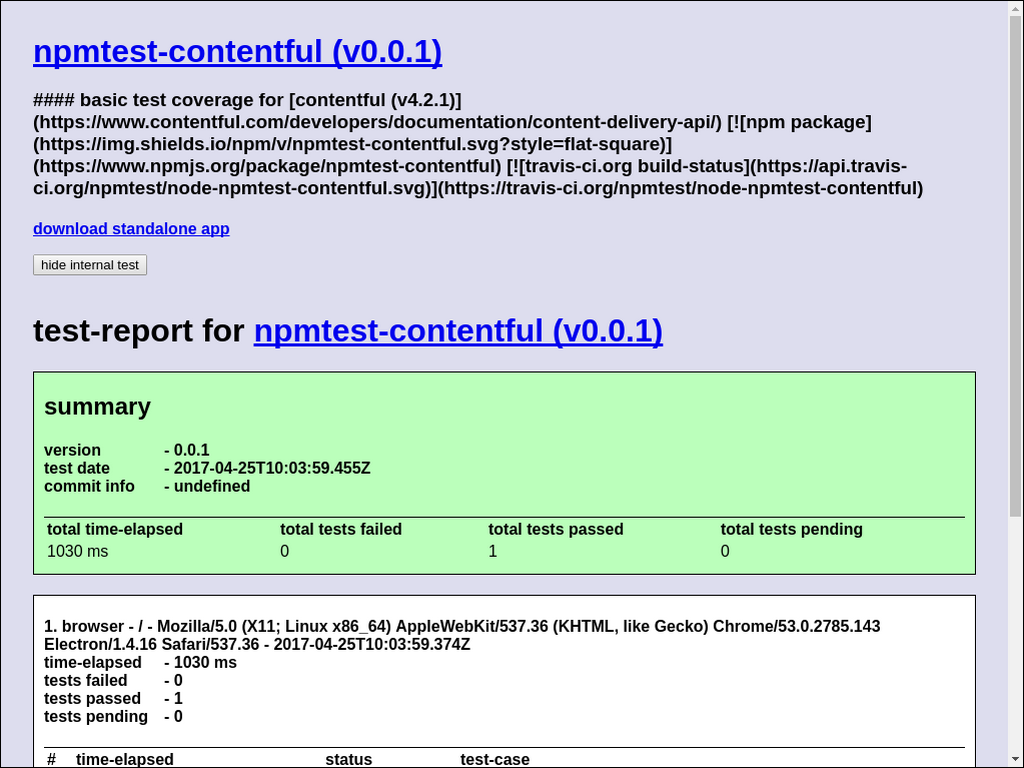 npmtest-contentful (v0.0.1)
#### basic test coverage for [contentful (v4.2.1)]
(https://www.contentful.com/developers/documentation/content-delivery-api/) [![npm package]
(https://img.shields.io/npm/v/npmtest-contentful.svg?style=flat-square)]
(https://www.npmjs.org/package/npmtest-contentful) [![travis-ci.org build-status](https://api.travis-
ci.org/npmtest/node-npmtest-contentful.svg)](https://travis-ci.org/npmtest/node-npmtest-contentful)
download standalone app
hide internal test
test-report for npmtest-contentful (v0.0.1)
summary
version - 0.0.1
test date - 2017-04-25T10:03:59.455Z
commit info - undefined
total time-elapsed total tests failed total tests passed total tests pending
1030 ms 0 1 0
1. browser - / - Mozilla/5.0 (X11; Linux x86_64) AppleWebKit/537.36 (KHTML, like Gecko) Chrome/53.0.2785.143
Electron/1.4.16 Safari/537.36 - 2017-04-25T10:03:59.374Z
time-elapsed - 1030 ms
tests failed - 0
tests passed - 1
tests pending - 0
# time-elapsed status test-case